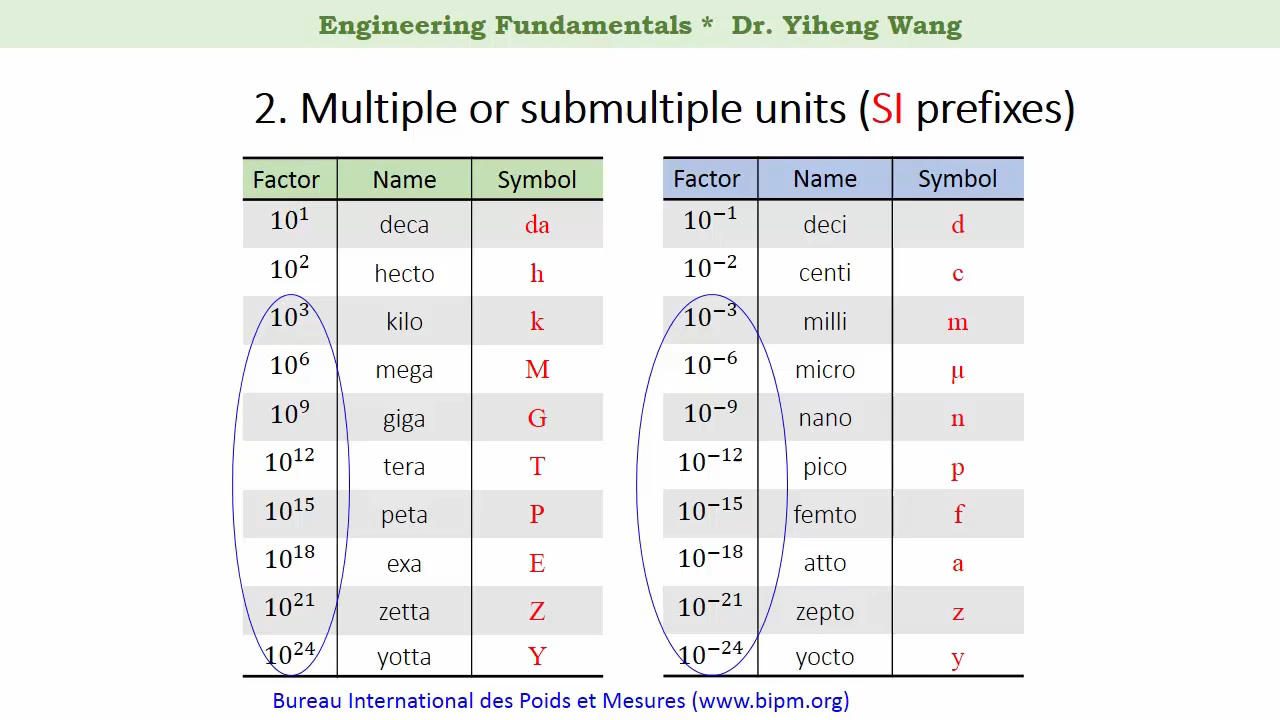 Engineering Fundamentals * Dr. Yiheng Wang
2. Multiple or submultiple units (SI prefixes)
Factor Name Symbol
10¹ deca da
10² hecto h
10³ kilo k
10⁶ mega M
10⁹ giga G
10¹² tera T
10¹⁵ peta P
10¹⁸ exa E
10²¹ zetta Z
10²⁴ yotta Y
Factor Name Symbol
10⁻¹ deci d
10⁻² centi c
10⁻³ milli m
10⁻⁶ micro μ
10⁻⁹ nano n
10⁻¹² pico p
10⁻¹⁵ femto f
10⁻¹⁸ atto a
10⁻²¹ zepto z
10⁻²⁴ yocto y
Bureau International des Poids et Mesures (www.bipm.org)